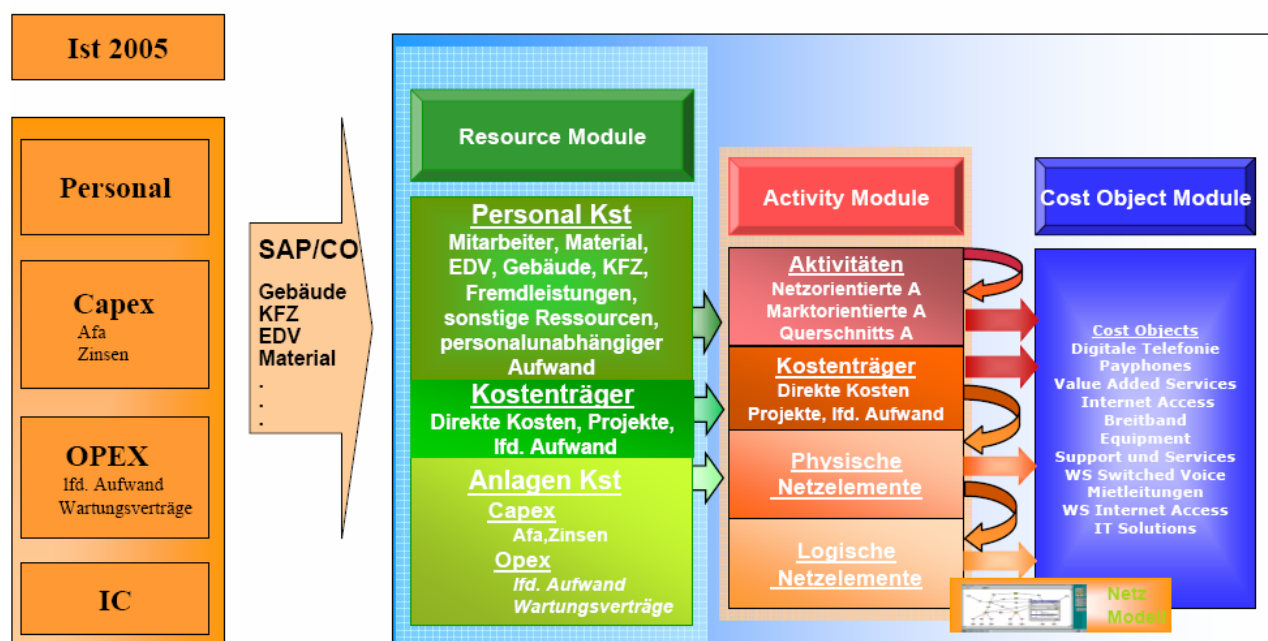 Ist 2005
Personal
Capex
Afa
Zinsen
OPEX
lfd. Aufwand
Wartungsverträge
IC
SAP/CO
Gebäude
KFZ
EDV
Material
.
.
.
Resource Module
Personal Kst
Mitarbeiter, Material,
EDV, Gebäude, KFZ,
Fremdleistungen,
sonstige Ressourcen,
personalunabhängiger
Aufwand
Kostenträger
Direkte Kosten, Projekte,
lfd. Aufwand
Anlagen Kst
Capex
Afa,Zinsen
Opex
lfd. Aufwand
Wartungsverträge
Activity Module
Aktivitäten
Netzorientierte A
Marktorientierte A
Querschnitts A
Kostenträger
Direkte Kosten
Projekte, lfd. Aufwand
Physische
Netzelemente
Logische
Netzelemente
Netz
Modell
Cost Object Module
Cost Objects
Digitale Telefonie
Payphones
Value Added Services
Internet Access
Breitband
Equipment
Support und Services
WS Switched Voice
Mietleitungen
WS Internet Access
IT Solutions